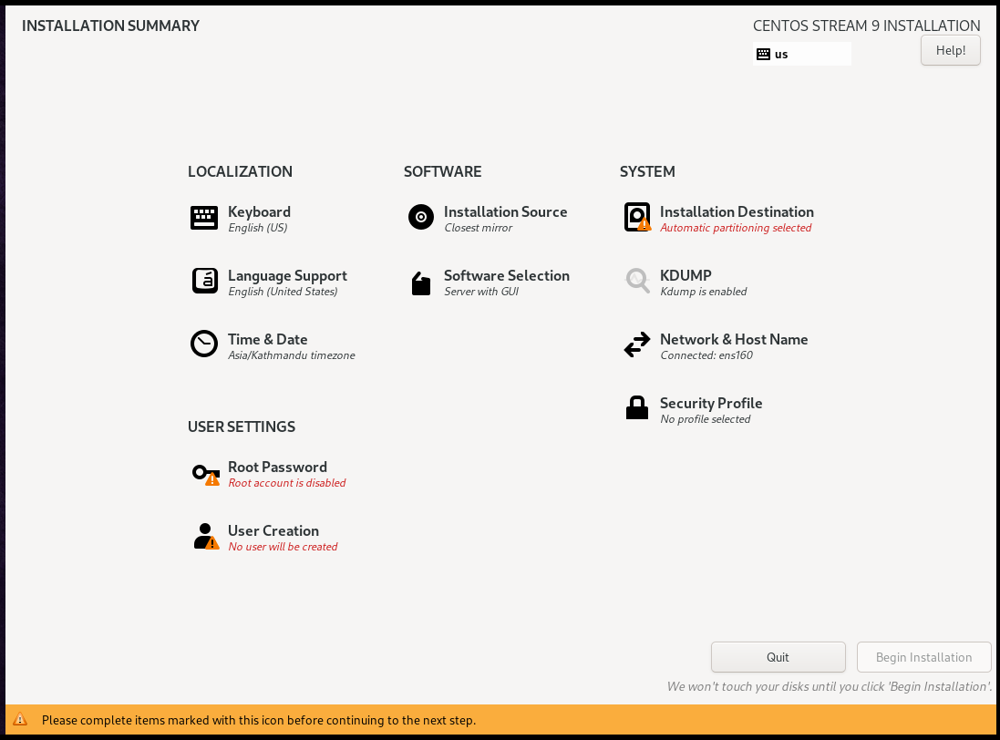 INSTALLATION SUMMARY
CENTOS STREAM 9 INSTALLATION
us
Help!
LOCALIZATION
Keyboard
English (US)
Language Support
English (United States)
Time & Date
Asia/Kathmandu timezone
SOFTWARE
Installation Source
Closest mirror
Software Selection
Server with GUI
SYSTEM
Installation Destination
Automatic partitioning selected
KDUMP
Kdump is enabled
Network & Host Name
Connected: ens160
Security Profile
No profile selected
USER SETTINGS
Root Password
Root account is disabled
User Creation
No user will be created
Quit
Begin Installation
We won't touch your disks until you click 'Begin Installation'.
Please complete items marked with this icon before continuing to the next step.